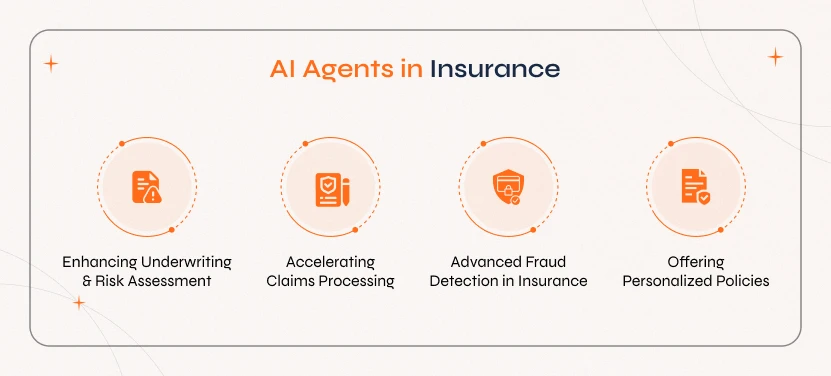 AI Agents in Insurance
Enhancing Underwriting
& Risk Assessment
Accelerating
Claims Processing
Advanced Fraud
Detection in Insurance
Offering
Personalized Policies